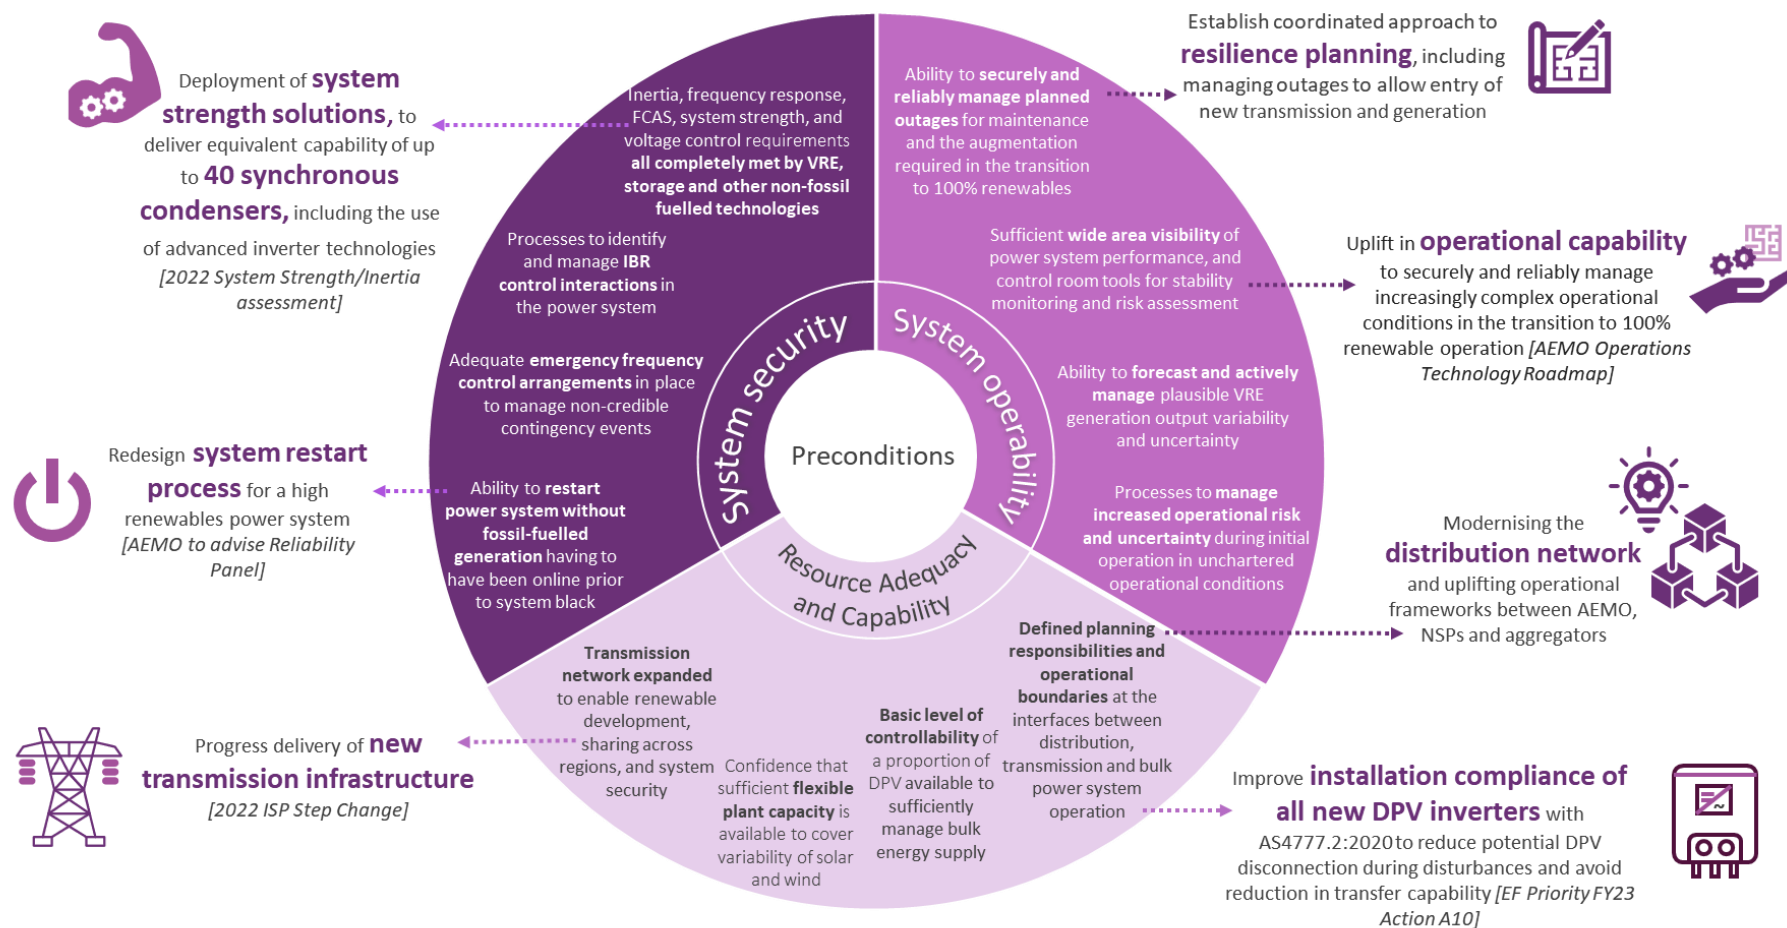 Deployment of system
strength solutions, to
deliver equivalent capability of up
to 40 synchronous
condensers, including the use
of advanced inverter technologies
[2022 System Strength/Inertia
assessment]
Redesign system restart
process for a high
renewables power system
[AEMO to advise Reliability
Panel]
Progress delivery of new
transmission infrastructure
[2022 ISP Step Change]
Inertia, frequency response,
FCAS, system strength, and
voltage control requirements
all completely met by VRE,
storage and other non-fossil
fuelled technologies
Processes to identify
and manage IBR
control interactions in
the power system
Adequate emergency frequency
control arrangements in place
to manage non-credible
contingency events
Ability to restart
power system without
fossil-fuelled
generation having to
have been online prior
to system black
System security
Preconditions
System operability
Resource Adequacy
and Capability
Ability to securely and
reliably manage planned
outages for maintenance
and the augmentation
required in the transition
to 100% renewables
Sufficient wide area visibility of
power system performance, and
control room tools for stability
monitoring and risk assessment
Ability to forecast and actively
manage plausible VRE
generation output variability
and uncertainty
Processes to manage
increased operational risk
and uncertainty during initial
operation in unchartered
operational conditions
Transmission
network expanded
to enable renewable
development,
sharing across
regions, and system
security
Confidence that
sufficient flexible
plant capacity is
available to cover
variability of solar
and wind
Basic level of
controllability of
a proportion of
DPV available to
sufficiently
manage bulk
energy supply
Defined planning
responsibilities and
operational
boundaries at the
interfaces between
distribution,
transmission and bulk
power system
operation
Establish coordinated approach to
resilience planning, including
managing outages to allow entry of
new transmission and generation
Uplift in operational capability
to securely and reliably manage
increasingly complex operational
conditions in the transition to 100%
renewable operation [AEMO Operations
Technology Roadmap]
Modernising the
distribution network
and uplifting operational
frameworks between AEMO,
NSPs and aggregators
Improve installation compliance of
all new DPV inverters with
AS4777.2:2020 to reduce potential DPV
disconnection during disturbances and avoid
reduction in transfer capability [EF Priority FY23
Action A10]